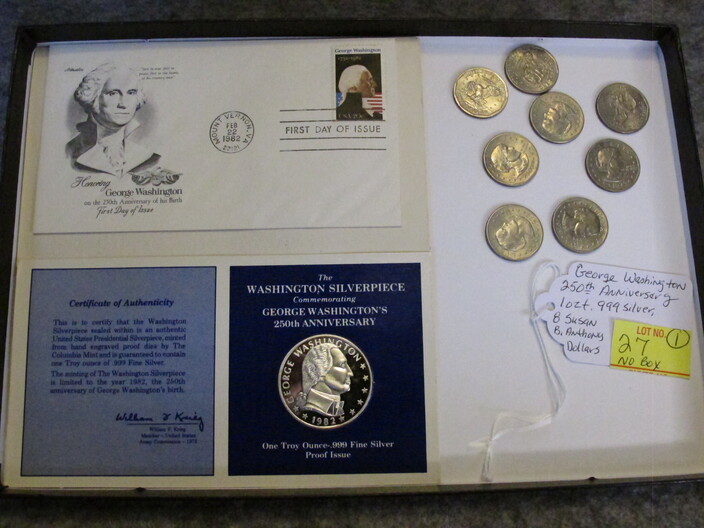 George Washington
1732-1982
USA 20c
MOUNT VERNON, VA
FEB
22
1982
22121
FIRST DAY OF ISSUE
Honoring
George Washington
on the 250th Anniversary of his Birth
First Day of Issue
Certificate of Authenticity
This is to certify that the Washington
Silverpiece sealed within is an authentic
United States Presidential Silverpiece, minted
from hand engraved proof dies by The
Columbia Mint and is guaranteed to contain
one Troy ounce of .999 Fine Silver.
The minting of The Washington Silverpiece
is limited to the year 1982, the 250th
anniversary of George Washington's birth.
The
WASHINGTON SILVERPIECE
Commemorating
GEORGE WASHINGTON'S
250th ANNIVERSARY
GEORGE WASHINGTON
1982
One Troy Ounce-.999 Fine Silver
Proof Issue
George Washington
250th Anniversary
1ozt. .999 silver,
8 Susan
B. Anthony
Dollars
LOT NO. 1
27
NO BOX